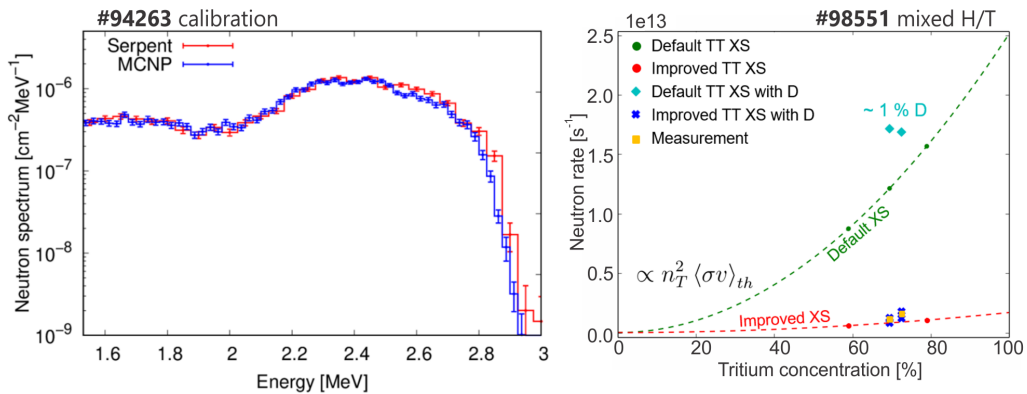 #94263 calibration
Serpent
MCNP
10⁻⁶
10⁻⁷
10⁻⁸
10⁻⁹
Neutron spectrum [cm⁻²MeV⁻¹]
1.6
1.8
2
2.2
2.4
2.6
2.8
3
Energy [MeV]
#98551 mixed H/T
1e13
Default TT XS
Improved TT XS
Default TT XS with D
Improved TT XS with D
Measurement
~ 1 % D
Default XS
Improved XS
∝ n_T^2 ⟨σv⟩_th
2.5
2.0
1.5
1.0
0.5
0.0
Neutron rate [s⁻¹]
0
20
40
60
80
100
Tritium concentration [%]